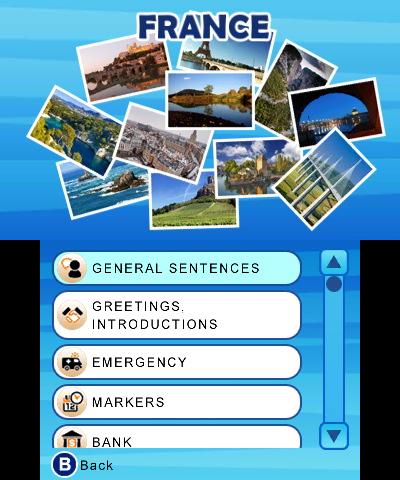 FRANCE
GENERAL SENTENCES
GREETINGS,
INTRODUCTIONS
EMERGENCY
MARKERS
BANK
B Back